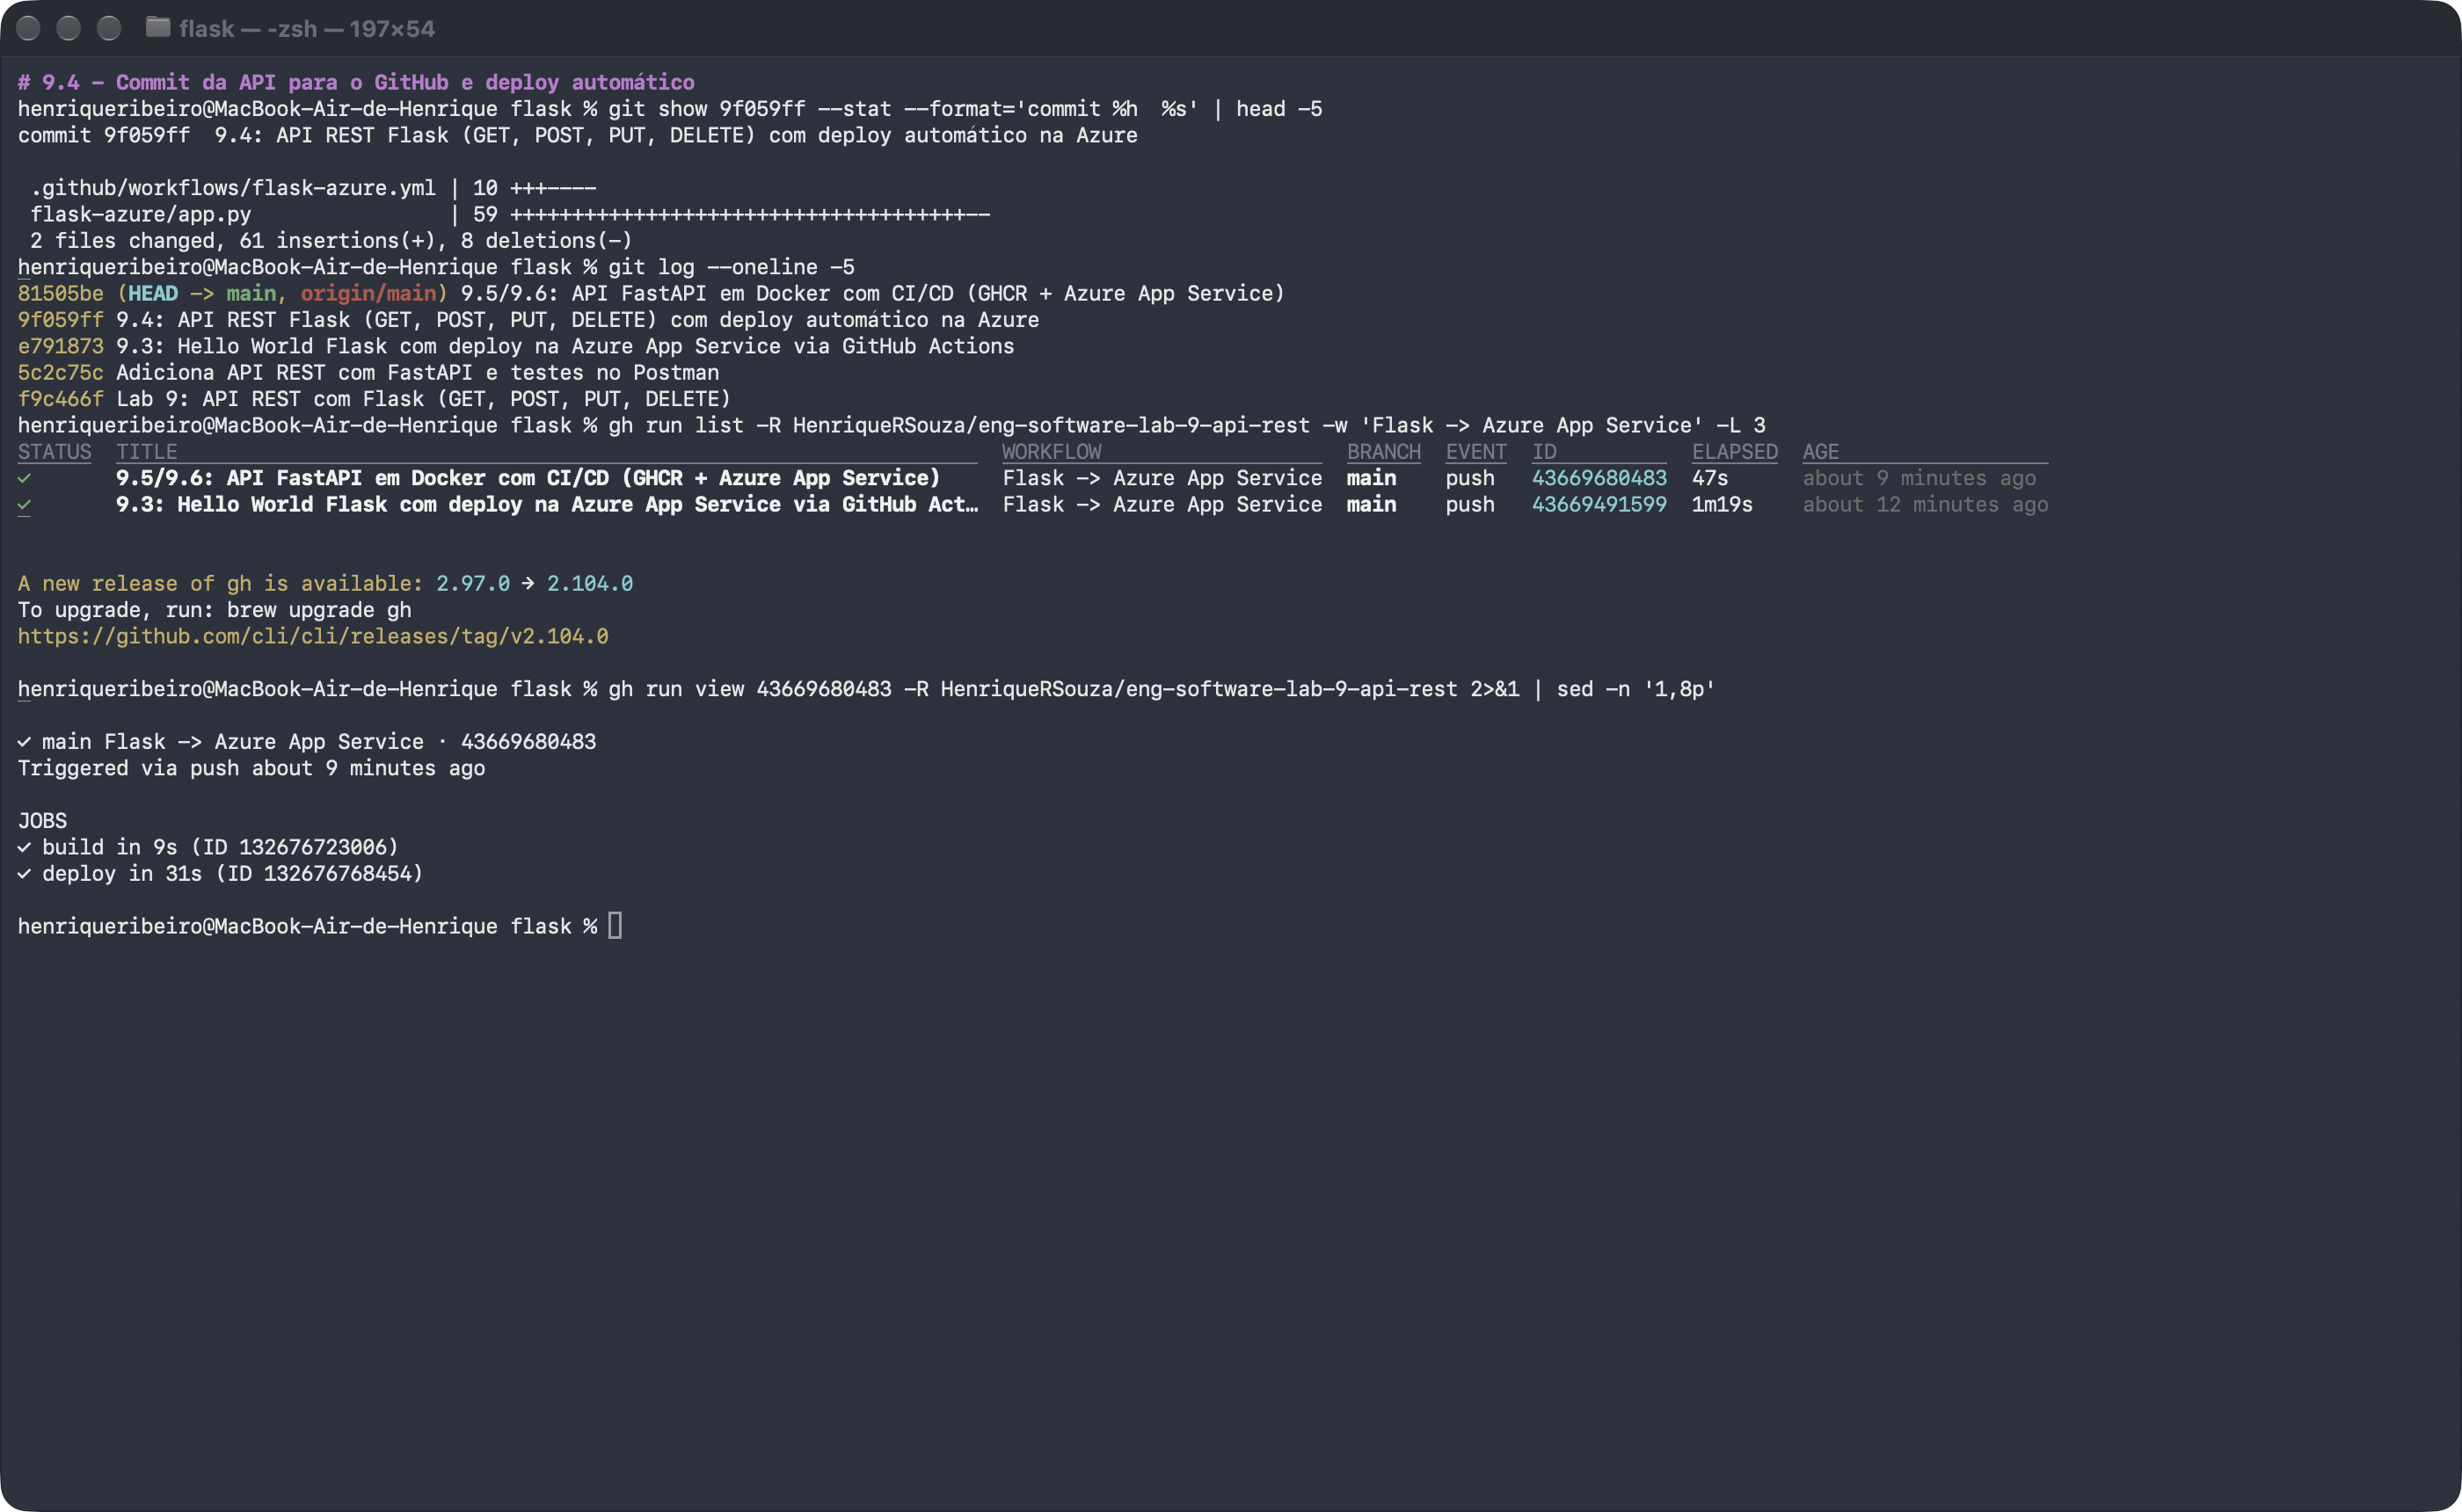 flask — -zsh — 197×54
# 9.4 — Commit da API para o GitHub e deploy automático
henriqueribeiro@MacBook-Air-de-Henrique flask % git show 9f059ff --stat --format='commit %h  %s' | head -5
commit 9f059ff  9.4: API REST Flask (GET, POST, PUT, DELETE) com deploy automático na Azure
.github/workflows/flask-azure.yml | 10 +++----
flask-azure/app.py                | 59 +++++++++++++++++++++++++++++++++++++--
2 files changed, 61 insertions(+), 8 deletions(-)
henriqueribeiro@MacBook-Air-de-Henrique flask % git log --oneline -5
81505be (HEAD -> main, origin/main) 9.5/9.6: API FastAPI em Docker com CI/CD (GHCR + Azure App Service)
9f059ff 9.4: API REST Flask (GET, POST, PUT, DELETE) com deploy automático na Azure
e791873 9.3: Hello World Flask com deploy na Azure App Service via GitHub Actions
5c2c75c Adiciona API REST com FastAPI e testes no Postman
f9c466f Lab 9: API REST com Flask (GET, POST, PUT, DELETE)
henriqueribeiro@MacBook-Air-de-Henrique flask % gh run list -R HenriqueRSouza/eng-software-lab-9-api-rest -w 'Flask -> Azure App Service' -L 3
STATUS  TITLE  WORKFLOW  BRANCH  EVENT  ID  ELAPSED  AGE
✓  9.5/9.6: API FastAPI em Docker com CI/CD (GHCR + Azure App Service)  Flask -> Azure App Service  main  push  43669680483  47s  about 9 minutes ago
✓  9.3: Hello World Flask com deploy na Azure App Service via GitHub Act…  Flask -> Azure App Service  main  push  43669491599  1m19s  about 12 minutes ago
A new release of gh is available: 2.97.0 → 2.104.0
To upgrade, run: brew upgrade gh
https://github.com/cli/cli/releases/tag/v2.104.0
henriqueribeiro@MacBook-Air-de-Henrique flask % gh run view 43669680483 -R HenriqueRSouza/eng-software-lab-9-api-rest 2>&1 | sed -n '1,8p'
✓ main Flask -> Azure App Service · 43669680483
Triggered via push about 9 minutes ago
JOBS
✓ build in 9s (ID 132676723006)
✓ deploy in 31s (ID 132676768454)
henriqueribeiro@MacBook-Air-de-Henrique flask %